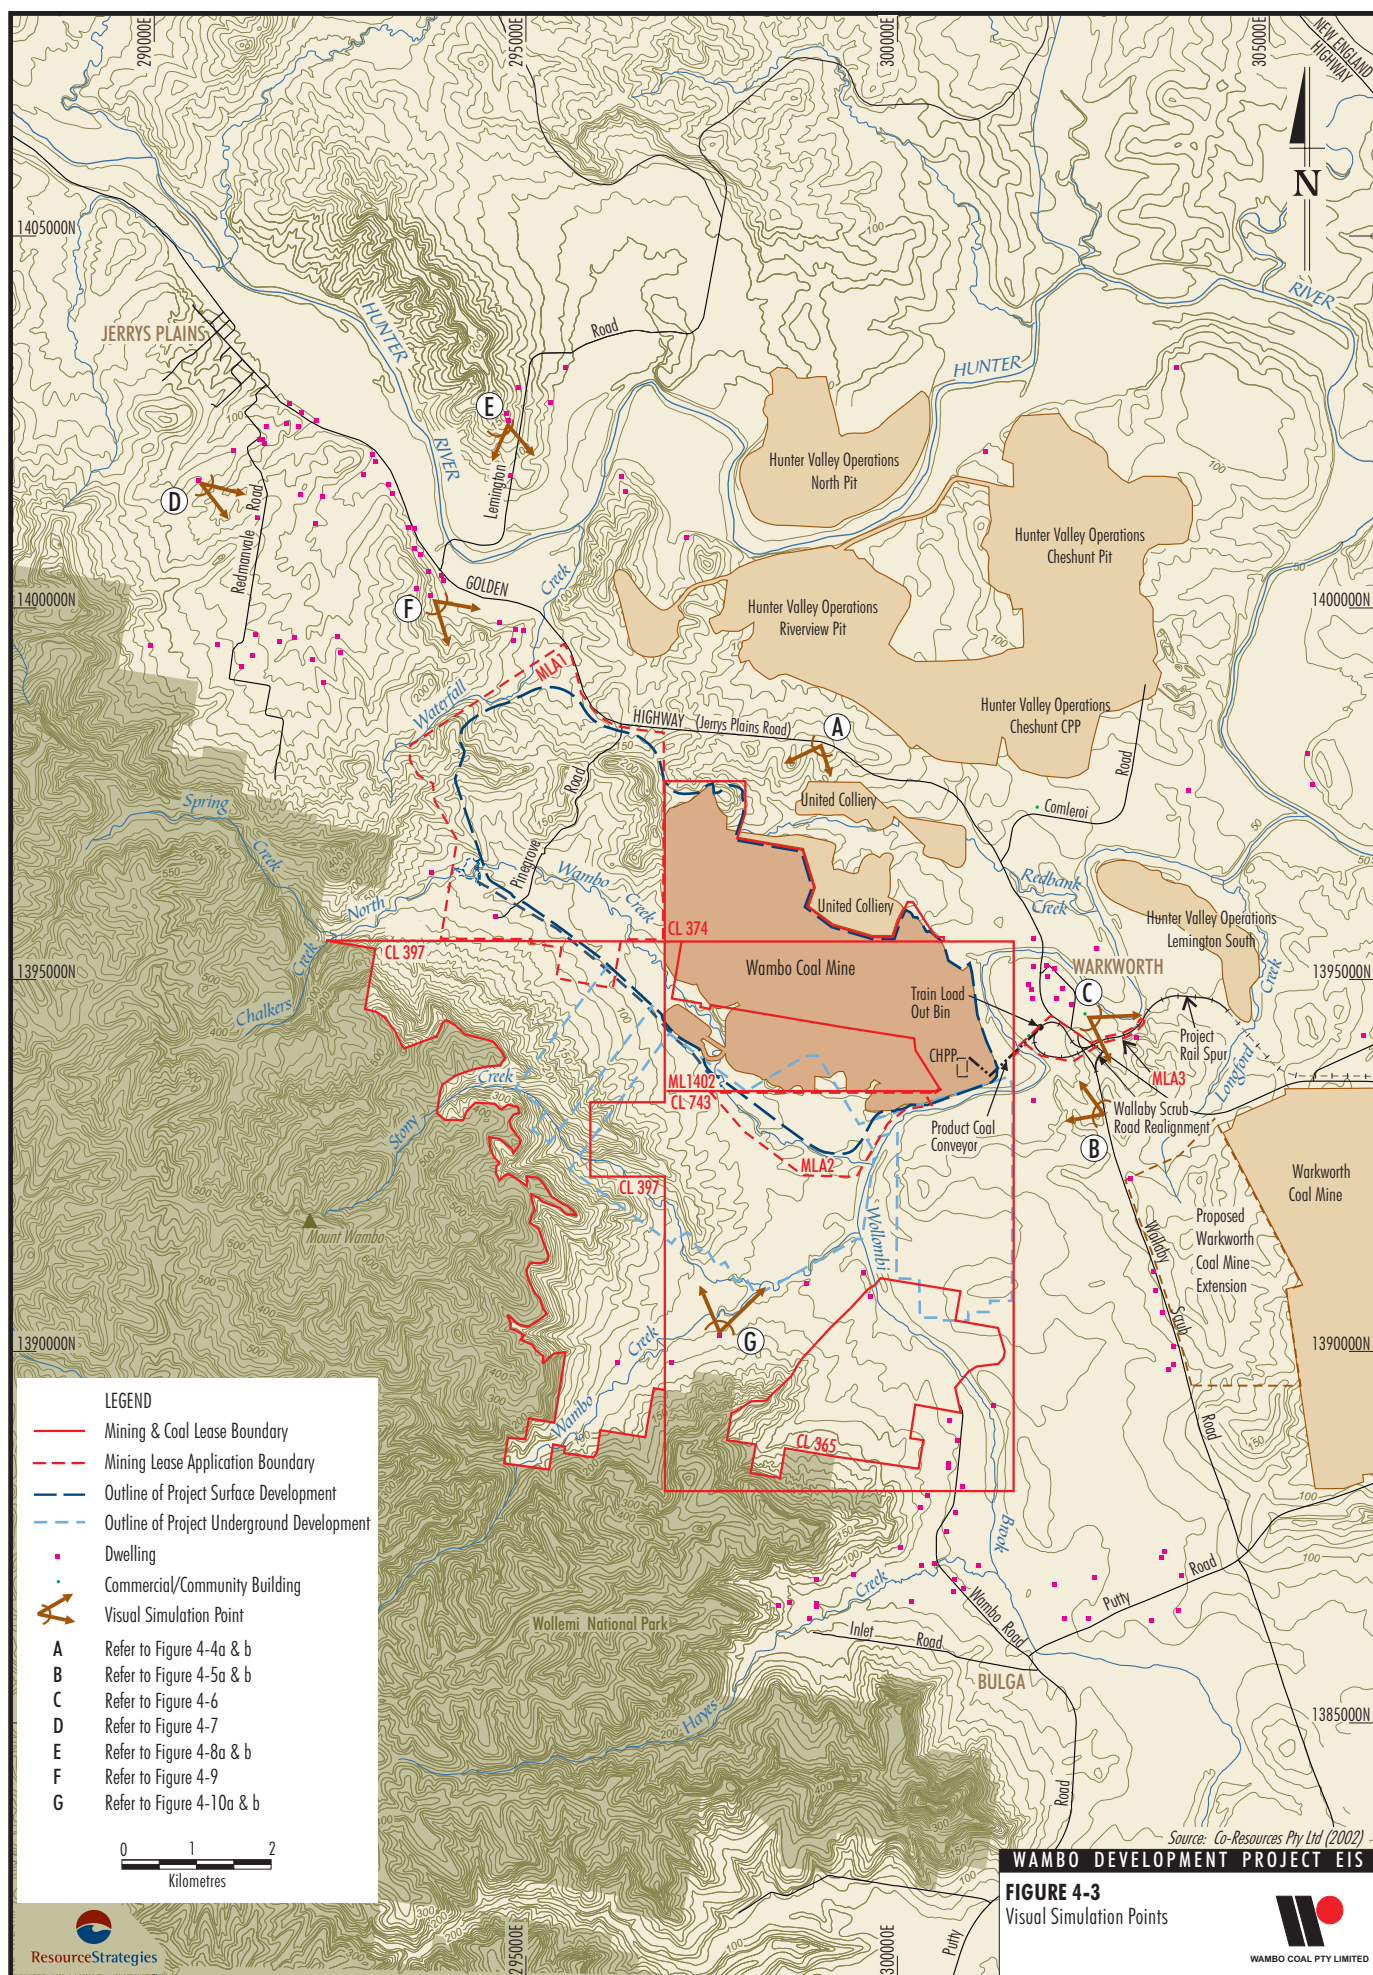 290000E
295000E
300000E
305000E
NEW ENGLAND
HIGHWAY
N
1405000N
RIVER
HUNTER
JERRYS PLAINS
Road
HUNTER
E
RIVER
Lemington
Hunter Valley Operations
North Pit
D
Redmanvale
Road
Hunter Valley Operations
Cheshunt Pit
Creek
GOLDEN
F
1400000N
1400000N
Hunter Valley Operations
Riverview Pit
MLA1
Waterfall
HIGHWAY (Jerrys Plains Road)
A
Hunter Valley Operations
Cheshunt CPP
Road
Road
Spring
Creek
United Colliery
Comleroi
Pinegrove
Wambo
Creek
North
Redbank
Creek
United Colliery
Hunter Valley Operations
Lemington South
CL 374
CL 397
Creek
Chalkers
Wambo Coal Mine
WARKWORTH
1395000N
1395000N
C
Train Load
Out Bin
Creek
Longford
Project
Rail Spur
CHPP
MLA3
Creek
Stony
ML1402
CL 743
Product Coal
Conveyor
Wallaby Scrub
Road Realignment
B
MLA2
CL 397
Warkworth
Coal Mine
Mount Wambo
Wollombi
Wallaby
Proposed
Warkworth
Coal Mine
Extension
Scrub
Road
1390000N
1390000N
G
Creek
Wambo
CL 365
Brook
LEGEND
Mining & Coal Lease Boundary
Mining Lease Application Boundary
Outline of Project Surface Development
Outline of Project Underground Development
Dwelling
Commercial/Community Building
Visual Simulation Point
A Refer to Figure 4-4a & b
B Refer to Figure 4-5a & b
C Refer to Figure 4-6
D Refer to Figure 4-7
E Refer to Figure 4-8a & b
F Refer to Figure 4-9
G Refer to Figure 4-10a & b
0 1 2
Kilometres
Creek
Hayes
Wambo Road
Putty Road
Wollemi National Park
Inlet Road
BULGA
1385000N
Road
Putty
295000E
300000E
Source: Co-Resources Pty Ltd (2002)
WAMBO DEVELOPMENT PROJECT EIS
FIGURE 4-3
Visual Simulation Points
WAMBO COAL PTY LIMITED
ResourceStrategies